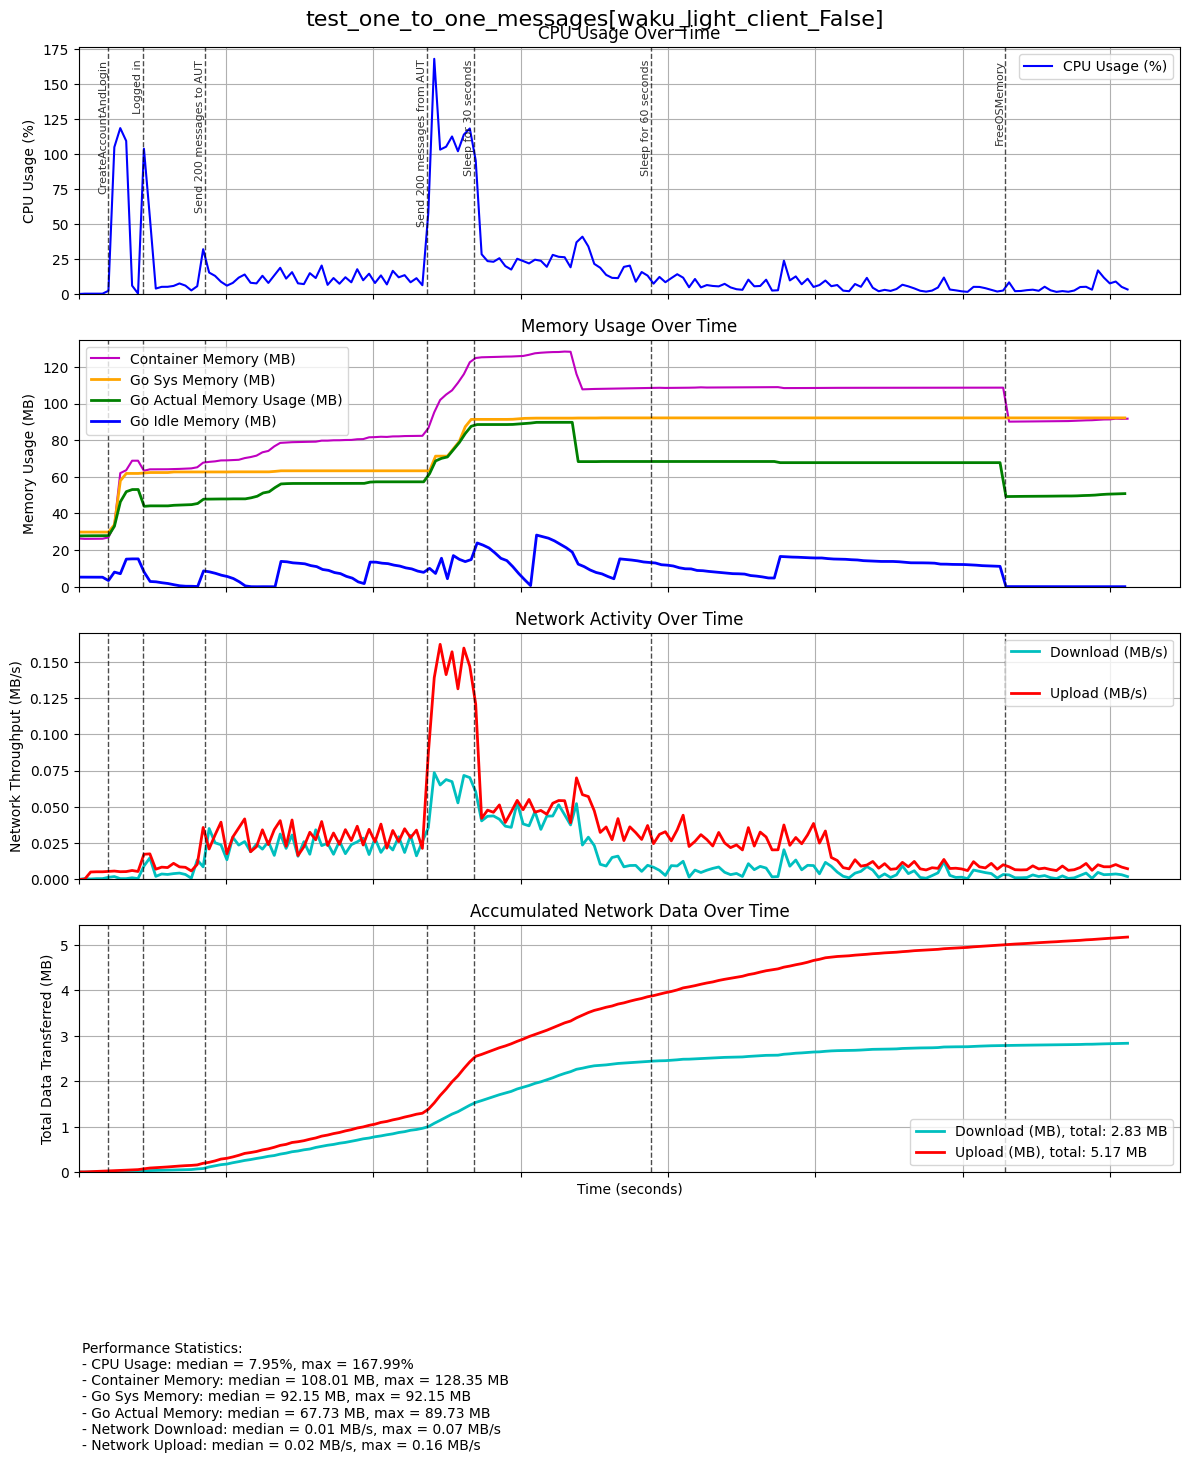 test_one_to_one_messages[waku_light_client_False]
CPU Usage Over Time
CPU Usage (%)
175
150
125
100
75
50
25
0
CreateAccountAndLogin
Logged in
Send 200 messages to AUT
Send 200 messages from AUT
Sleep for 30 seconds
Sleep for 60 seconds
FreeOSMemory
CPU Usage (%)
Memory Usage Over Time
Memory Usage (MB)
120
100
80
60
40
20
0
Container Memory (MB)
Go Sys Memory (MB)
Go Actual Memory Usage (MB)
Go Idle Memory (MB)
Network Activity Over Time
Network Throughput (MB/s)
0.150
0.125
0.100
0.075
0.050
0.025
0.000
Download (MB/s)
Upload (MB/s)
Accumulated Network Data Over Time
Total Data Transferred (MB)
5
4
3
2
1
0
Download (MB), total: 2.83 MB
Upload (MB), total: 5.17 MB
Time (seconds)
Performance Statistics:
- CPU Usage: median = 7.95%, max = 167.99%
- Container Memory: median = 108.01 MB, max = 128.35 MB
- Go Sys Memory: median = 92.15 MB, max = 92.15 MB
- Go Actual Memory: median = 67.73 MB, max = 89.73 MB
- Network Download: median = 0.01 MB/s, max = 0.07 MB/s
- Network Upload: median = 0.02 MB/s, max = 0.16 MB/s